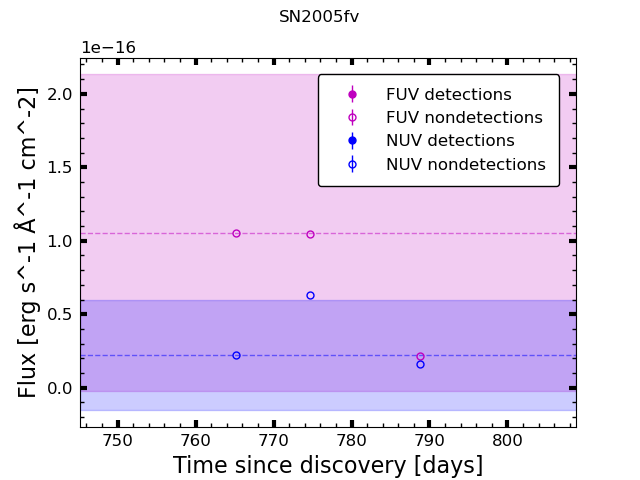 SN2005fv
1e−16
FUV detections
FUV nondetections
NUV detections
NUV nondetections
2.0
1.5
1.0
0.5
0.0
Flux [erg s^-1 Å^-1 cm^-2]
750
760
770
780
790
800
Time since discovery [days]